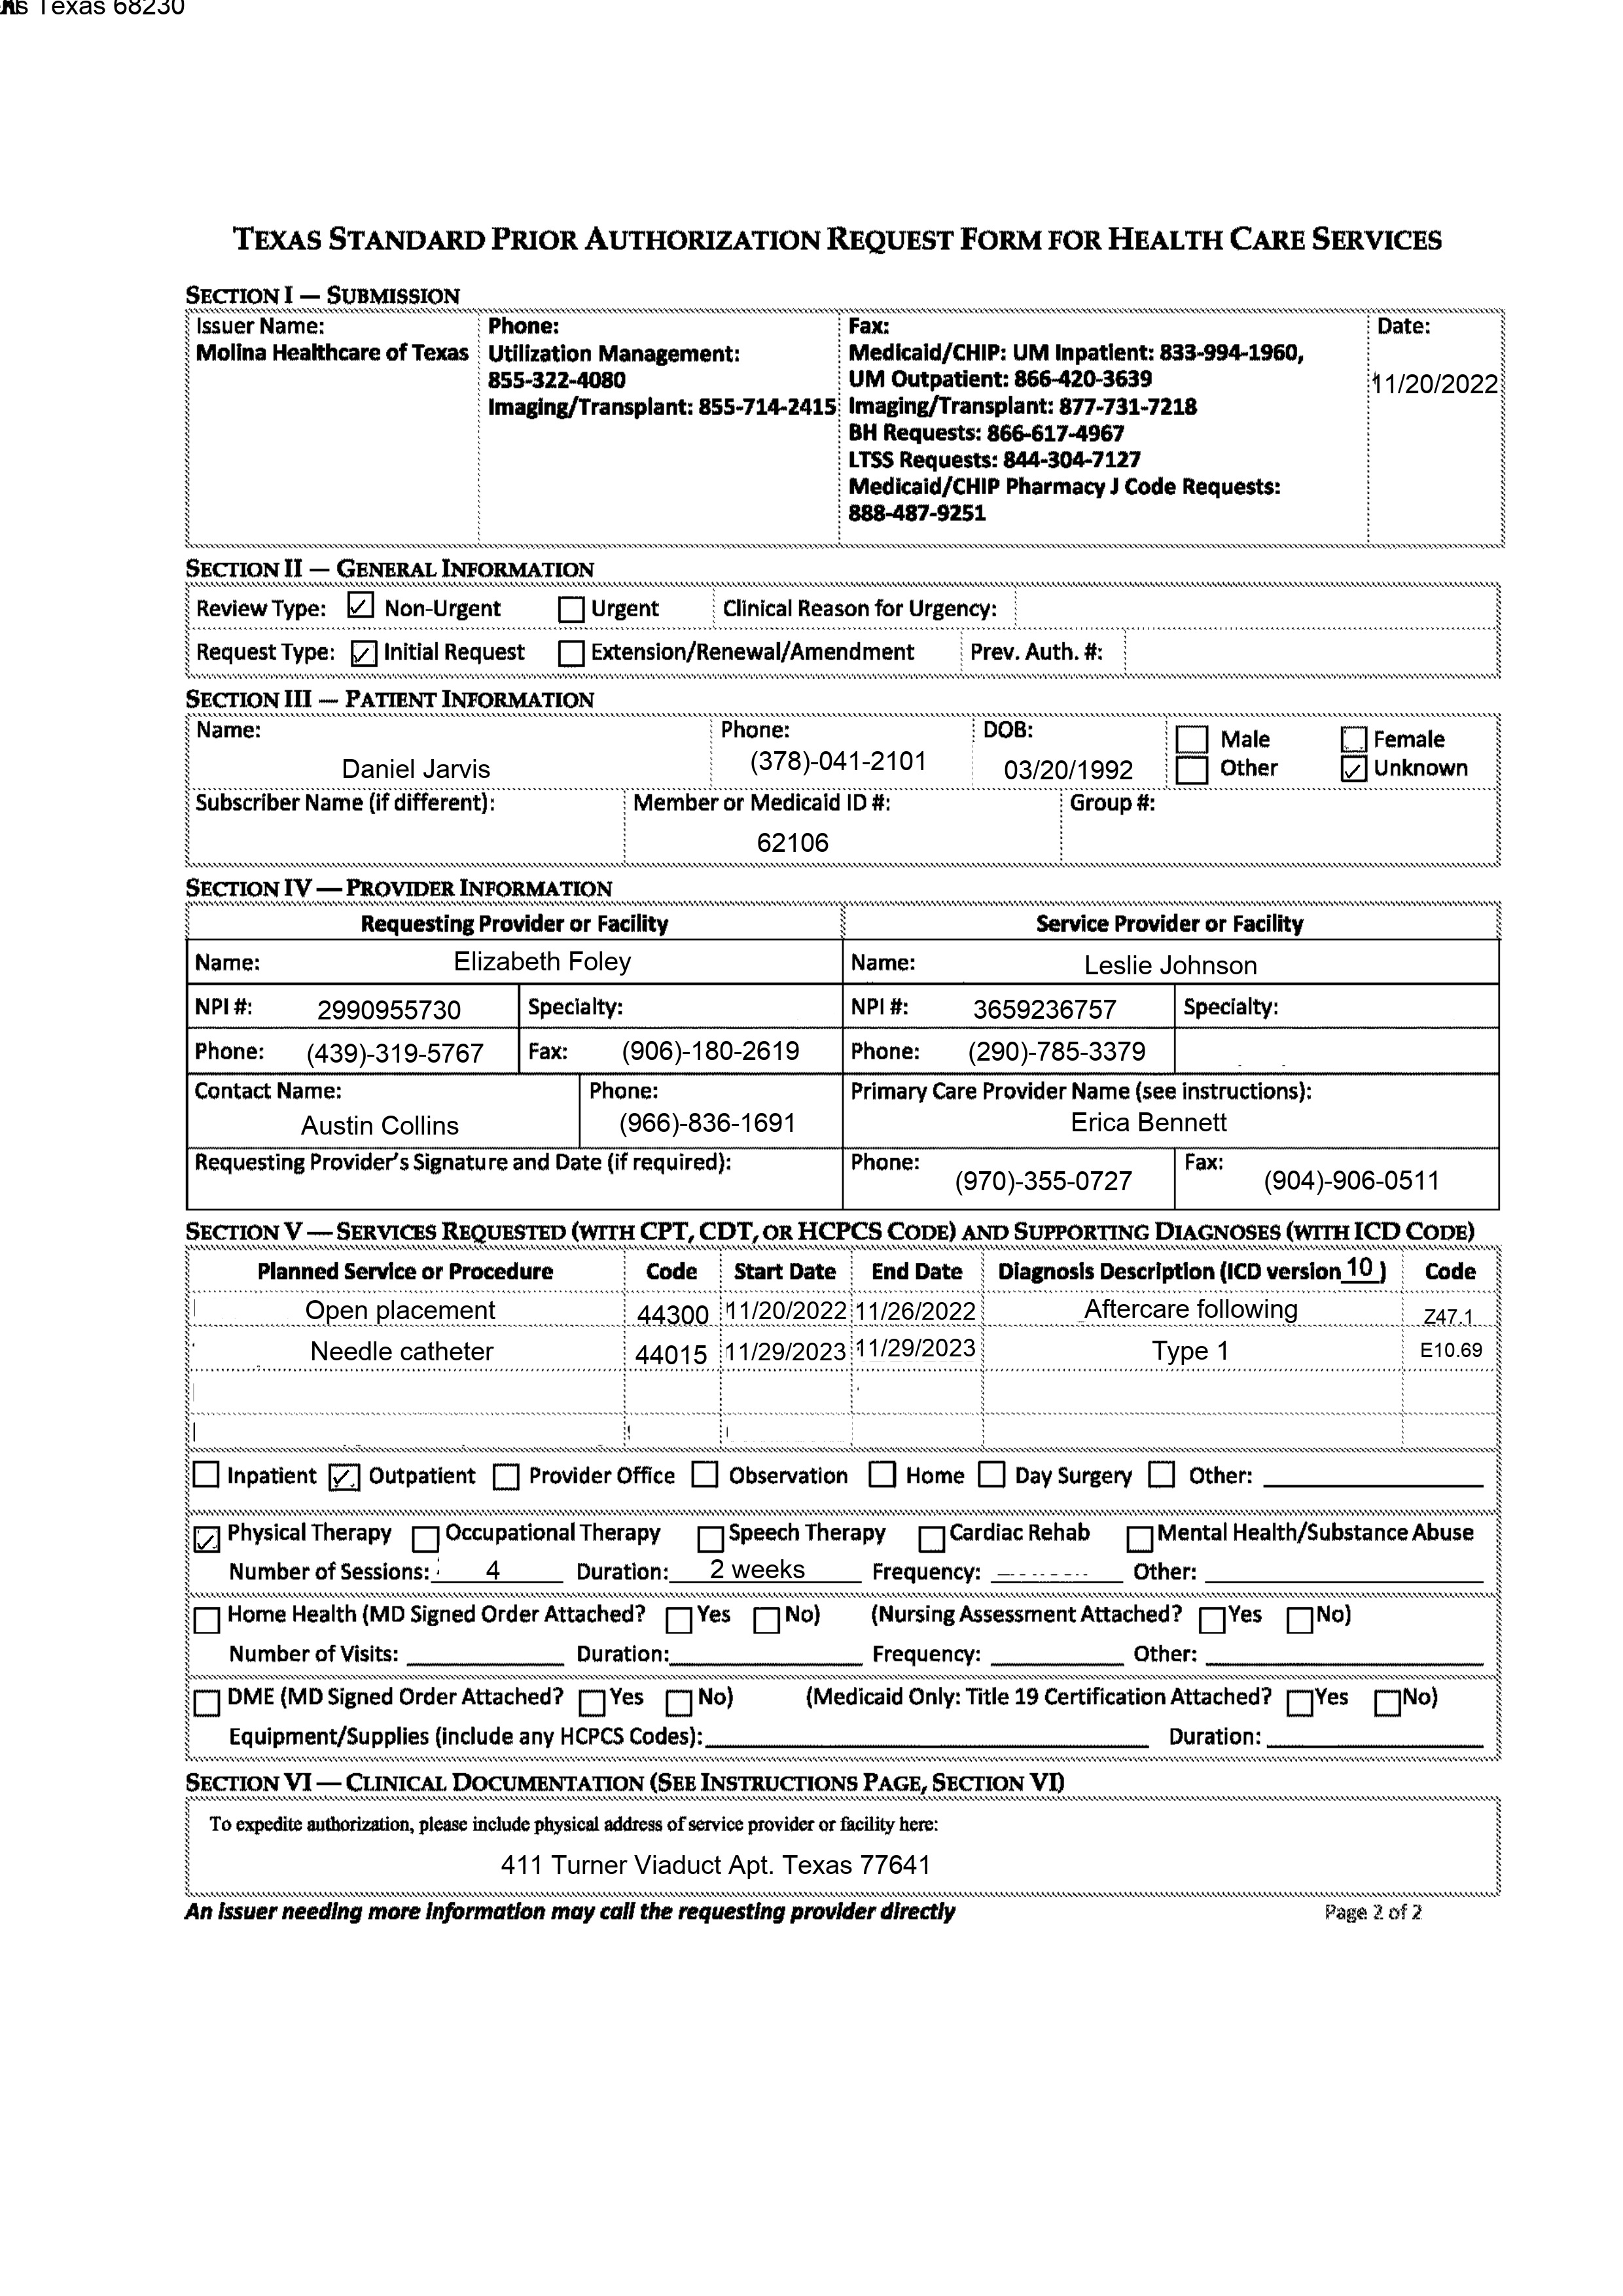 s Texas 68230
TEXAS STANDARD PRIOR AUTHORIZATION REQUEST FORM FOR HEALTH CARE SERVICES
SECTION I — SUBMISSION
Issuer Name:
Molina Healthcare of Texas
Phone:
Utilization Management:
855-322-4080
Imaging/Transplant: 855-714-2415
Fax:
Medicaid/CHIP: UM Inpatient: 833-994-1960,
UM Outpatient: 866-420-3639
Imaging/Transplant: 877-731-7218
BH Requests: 866-617-4967
LTSS Requests: 844-304-7127
Medicaid/CHIP Pharmacy J Code Requests:
888-487-9251
Date:
11/20/2022
SECTION II — GENERAL INFORMATION
Review Type: ☑ Non-Urgent ☐ Urgent Clinical Reason for Urgency:
Request Type: ☑ Initial Request ☐ Extension/Renewal/Amendment Prev. Auth. #:
SECTION III — PATIENT INFORMATION
Name: Daniel Jarvis
Phone: (378)-041-2101
DOB: 03/20/1992
☐ Male ☐ Female
☐ Other ☑ Unknown
Subscriber Name (if different):
Member or Medicaid ID #: 62106
Group #:
SECTION IV — PROVIDER INFORMATION
Requesting Provider or Facility Service Provider or Facility
Name: Elizabeth Foley Name: Leslie Johnson
NPI #: 2990955730 Specialty: NPI #: 3659236757 Specialty:
Phone: (439)-319-5767 Fax: (906)-180-2619 Phone: (290)-785-3379
Contact Name: Phone: Primary Care Provider Name (see instructions):
Austin Collins (966)-836-1691 Erica Bennett
Requesting Provider's Signature and Date (if required): Phone: (970)-355-0727 Fax: (904)-906-0511
SECTION V — SERVICES REQUESTED (WITH CPT, CDT, OR HCPCS CODE) AND SUPPORTING DIAGNOSES (WITH ICD CODE)
Planned Service or Procedure Code Start Date End Date Diagnosis Description (ICD version 10 ) Code
Open placement 44300 11/20/2022 11/26/2022 Aftercare following Z47.1
Needle catheter 44015 11/29/2023 11/29/2023 Type 1 E10.69
☐ Inpatient ☑ Outpatient ☐ Provider Office ☐ Observation ☐ Home ☐ Day Surgery ☐ Other:
☑ Physical Therapy ☐ Occupational Therapy ☐ Speech Therapy ☐ Cardiac Rehab ☐ Mental Health/Substance Abuse
Number of Sessions: 4 Duration: 2 weeks Frequency: Other:
☐ Home Health (MD Signed Order Attached? ☐ Yes ☐ No) (Nursing Assessment Attached? ☐ Yes ☐ No)
Number of Visits: Duration: Frequency: Other:
☐ DME (MD Signed Order Attached? ☐ Yes ☐ No) (Medicaid Only: Title 19 Certification Attached? ☐ Yes ☐ No)
Equipment/Supplies (include any HCPCS Codes): Duration:
SECTION VI — CLINICAL DOCUMENTATION (SEE INSTRUCTIONS PAGE, SECTION VI)
To expedite authorization, please include physical address of service provider or facility here:
411 Turner Viaduct Apt. Texas 77641
An issuer needing more information may call the requesting provider directly
Page 2 of 2